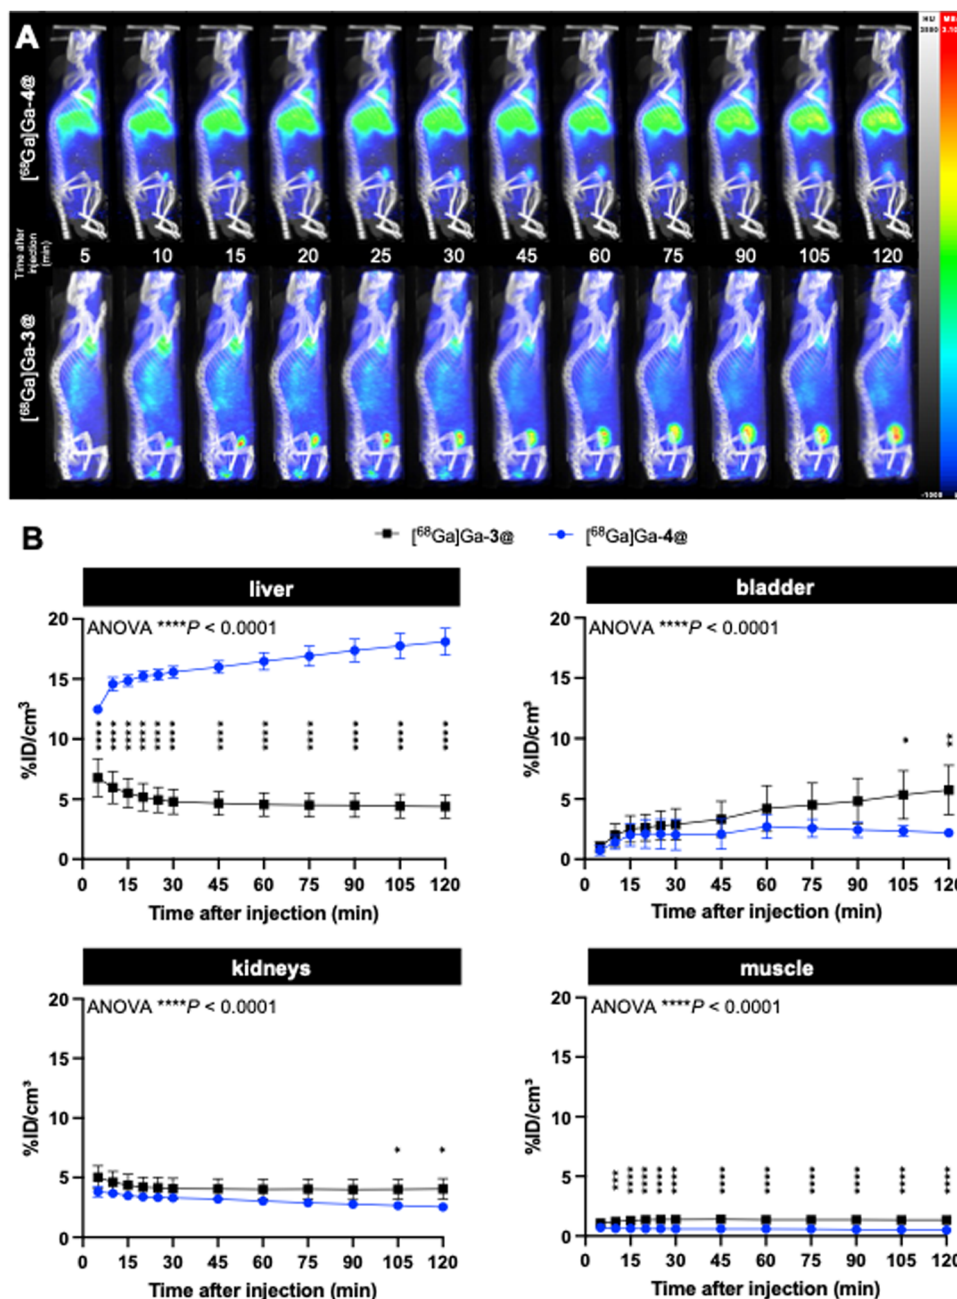 A
HU
[⁶⁸Ga]Ga-4@
Time after injection (min)
5 10 15 20 25 30 45 60 75 90 105 120
[⁶⁸Ga]Ga-3@
-1000
B
[⁶⁸Ga]Ga-3@ [⁶⁸Ga]Ga-4@
liver
ANOVA ****P < 0.0001
%ID/cm³
20
15
10
5
0
**** **** **** **** **** **** **** **** **** **** **** ****
0 15 30 45 60 75 90 105 120
Time after injection (min)
bladder
ANOVA ****P < 0.0001
%ID/cm³
20
15
10
5
0
* **
0 15 30 45 60 75 90 105 120
Time after injection (min)
kidneys
ANOVA ****P < 0.0001
%ID/cm³
20
15
10
5
0
* *
0 15 30 45 60 75 90 105 120
Time after injection (min)
muscle
ANOVA ****P < 0.0001
%ID/cm³
20
15
10
5
0
*** **** **** **** **** **** **** **** **** **** ****
0 15 30 45 60 75 90 105 120
Time after injection (min)